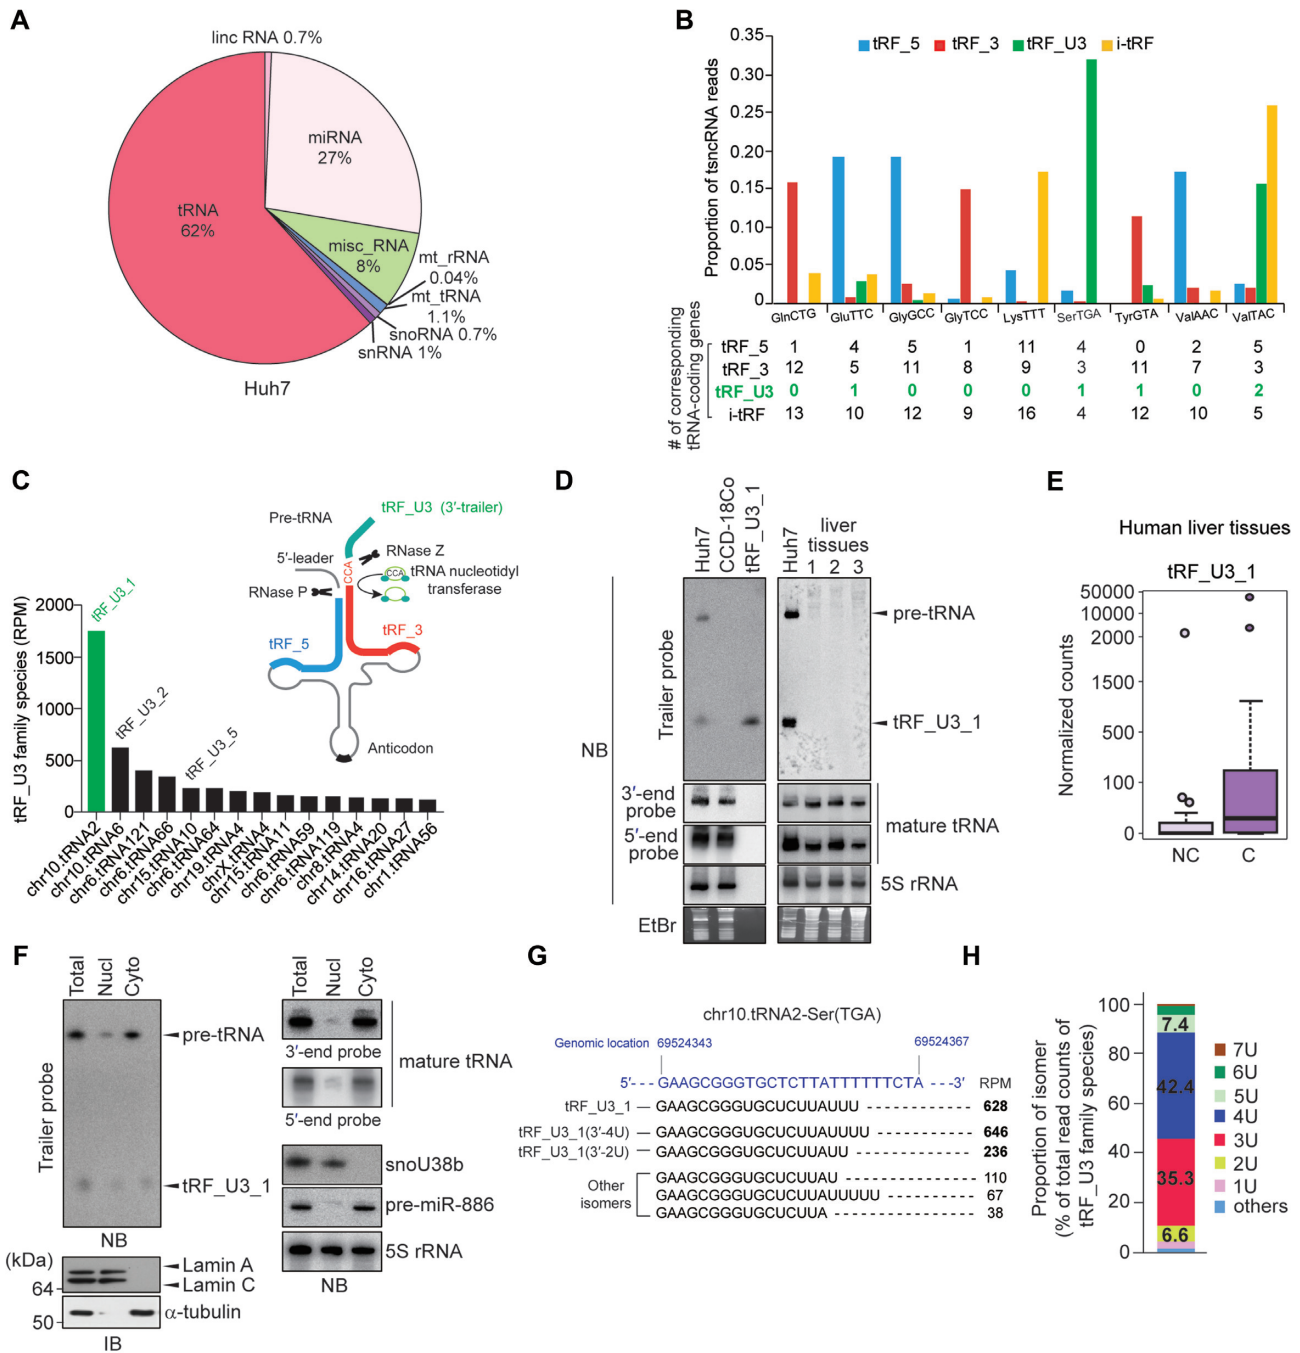 A
linc RNA 0.7%
miRNA
27%
tRNA
62%
misc_RNA
8%
mt_rRNA
0.04%
mt_tRNA
1.1%
snoRNA 0.7%
snRNA 1%
Huh7
B
Proportion of tsncRNA reads
0.35
0.30
0.25
0.20
0.15
0.10
0.05
0
tRF_5 tRF_3 tRF_U3 i-tRF
GlnCTG GluTTC GlyGCC GlyTCC LysTTT SerTGA TyrGTA ValAAC ValTAC
# of corresponding
tRNA-coding genes
tRF_5 1 4 5 1 11 4 0 2 5
tRF_3 12 5 11 8 9 3 11 7 3
tRF_U3 0 1 0 0 0 1 1 0 2
i-tRF 13 10 12 9 16 4 12 10 5
C
tRF_U3 family species (RPM)
2000
1500
1000
500
0
tRF_U3_1
tRF_U3_2
tRF_U3_5
chr10.tRNA2
chr10.tRNA6
chr6.tRNA121
chr6.tRNA66
chr15.tRNA10
chr6.tRNA64
chr19.tRNA4
chrX.tRNA4
chr15.tRNA11
chr6.tRNA59
chr6.tRNA119
chr8.tRNA4
chr14.tRNA20
chr16.tRNA27
chr1.tRNA56
tRF_U3 (3′-trailer)
Pre-tRNA
RNase Z
5′-leader
CCA
CCA
tRNA nucleotidyl
transferase
RNase P
tRF_5
tRF_3
Anticodon
D
Huh7
CCD-18Co
tRF_U3_1
Huh7
liver
tissues
1 2 3
NB
Trailer probe
pre-tRNA
tRF_U3_1
3′-end
probe
5′-end
probe
mature tRNA
5S rRNA
EtBr
E
Human liver tissues
tRF_U3_1
Normalized counts
50000
10000
2000
1500
500
100
0
NC C
F
Total
Nucl
Cyto
Trailer probe
pre-tRNA
tRF_U3_1
NB
(kDa)
64
50
Lamin A
Lamin C
α-tubulin
IB
Total
Nucl
Cyto
3′-end probe
mature tRNA
5′-end probe
snoU38b
pre-miR-886
5S rRNA
NB
G
chr10.tRNA2-Ser(TGA)
Genomic location 69524343 69524367
5′--- GAAGCGGGTGCTCTTATTTTTTCTA ---3′ RPM
tRF_U3_1 — GAAGCGGGUGCUCUUAUUU ------------ 628
tRF_U3_1(3′-4U) — GAAGCGGGUGCUCUUAUUUU ----------- 646
tRF_U3_1(3′-2U) — GAAGCGGGUGCUCUUAUU ------------- 236
Other
isomers
GAAGCGGGUGCUCUUAU -------------- 110
GAAGCGGGUGCUCUUAUUUUU ---------- 67
GAAGCGGGUGCUCUUA --------------- 38
H
Proportion of isomer
(% of total read counts of
tRF_U3 family species)
100
80
60
40
20
0
7.4
42.4
35.3
6.6
7U
6U
5U
4U
3U
2U
1U
others